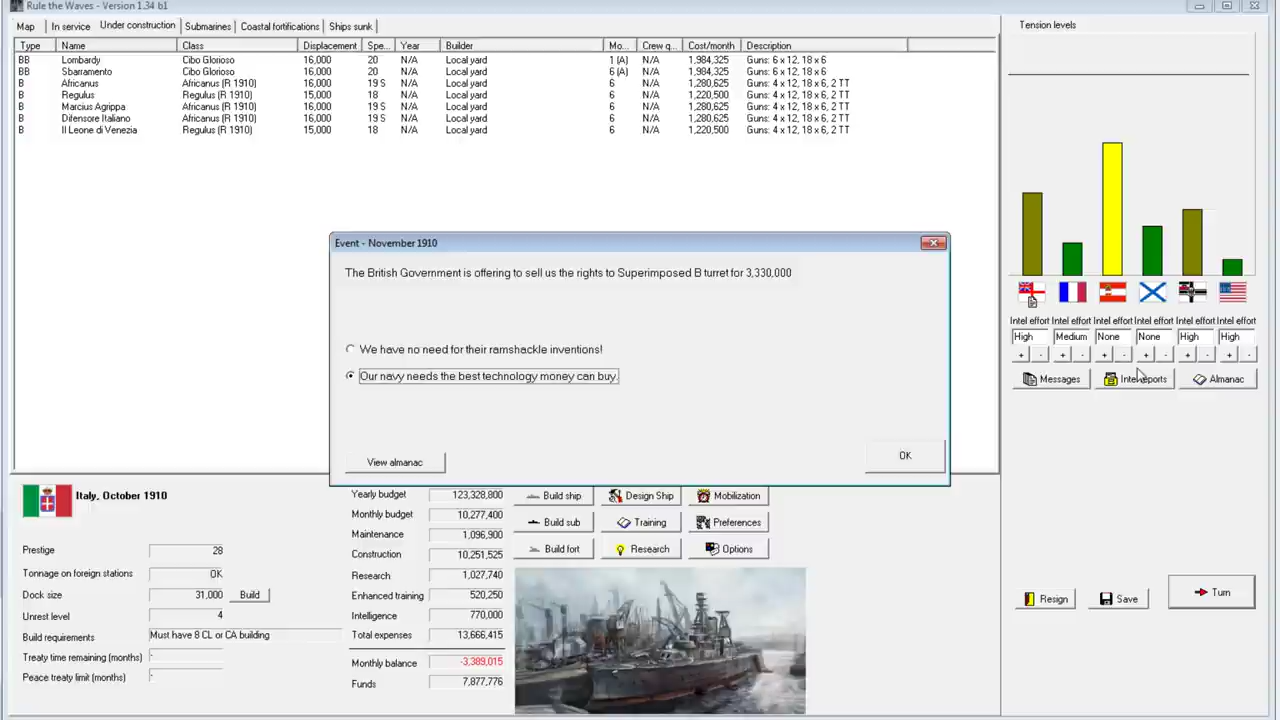 Rule the Waves - Version 1.34 b1
Map In service Under construction Submarines Coastal fortifications Ships sunk
Type Name Class Displacement Spe... Year Builder Mo... Crew q... Cost/month Description
BB Lombardy Cibo Glorioso 16,000 20 N/A Local yard 1 (A) N/A 1,984,325 Guns: 6 x 12, 18 x 6
BB Sbarramento Cibo Glorioso 16,000 20 N/A Local yard 6 (A) N/A 1,984,325 Guns: 6 x 12, 18 x 6
B Africanus Africanus (R 1910) 16,000 19 S N/A Local yard 6 N/A 1,280,625 Guns: 4 x 12, 18 x 6, 2 TT
B Regulus Regulus (R 1910) 15,000 18 N/A Local yard 6 N/A 1,220,500 Guns: 4 x 12, 18 x 6, 2 TT
B Marcius Agrippa Africanus (R 1910) 16,000 19 S N/A Local yard 6 N/A 1,280,625 Guns: 4 x 12, 18 x 6, 2 TT
B Difensore Italiano Africanus (R 1910) 16,000 19 S N/A Local yard 6 N/A 1,280,625 Guns: 4 x 12, 18 x 6, 2 TT
B Il Leone di Venezia Regulus (R 1910) 15,000 18 N/A Local yard 6 N/A 1,220,500 Guns: 4 x 12, 18 x 6, 2 TT
Tension levels
Intel effort Intel effort Intel effort Intel effort Intel effort Intel effort
High Medium None None High High
+ - + - + - + - + - + -
Messages Intel reports Almanac
Event - November 1910
The British Government is offering to sell us the rights to Superimposed B turret for 3,330,000
We have no need for their ramshackle inventions!
Our navy needs the best technology money can buy.
View almanac OK
Italy, October 1910
Prestige 28
Tonnage on foreign stations OK
Dock size 31,000 Build
Unrest level 4
Build requirements Must have 8 CL or CA building
Treaty time remaining (months) -
Peace treaty limit (months) -
Yearly budget 123,328,800
Monthly budget 10,277,400
Maintenance 1,096,900
Construction 10,251,525
Research 1,027,740
Enhanced training 520,250
Intelligence 770,000
Total expenses 13,666,415
Monthly balance -3,389,015
Funds 7,877,776
Build ship Design Ship Mobilization
Build sub Training Preferences
Build fort Research Options
Resign Save Turn